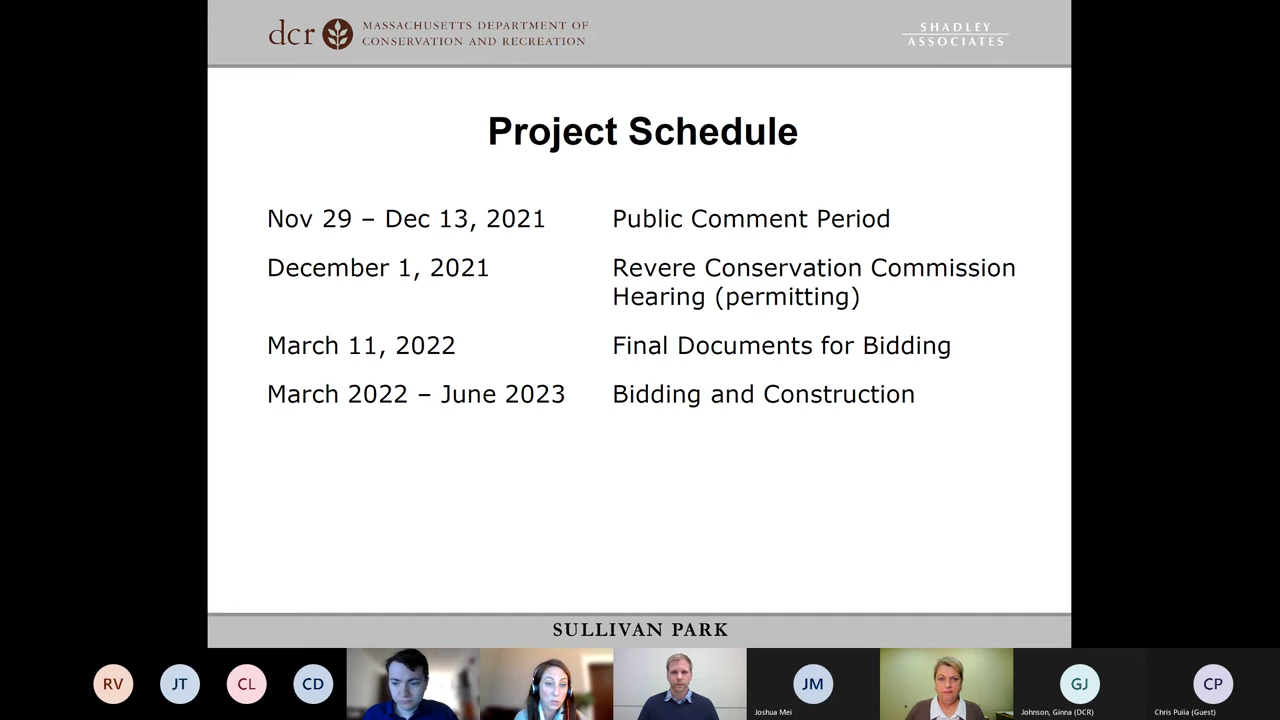 dcr MASSACHUSETTS DEPARTMENT OF
CONSERVATION AND RECREATION
SHADLEY
ASSOCIATES
Project Schedule
Nov 29 – Dec 13, 2021 Public Comment Period
December 1, 2021 Revere Conservation Commission
Hearing (permitting)
March 11, 2022 Final Documents for Bidding
March 2022 – June 2023 Bidding and Construction
SULLIVAN PARK
RV JT CL CD JM GJ CP
Joshua Mei Johnson, Ginna (DCR) Chris Puiia (Guest)